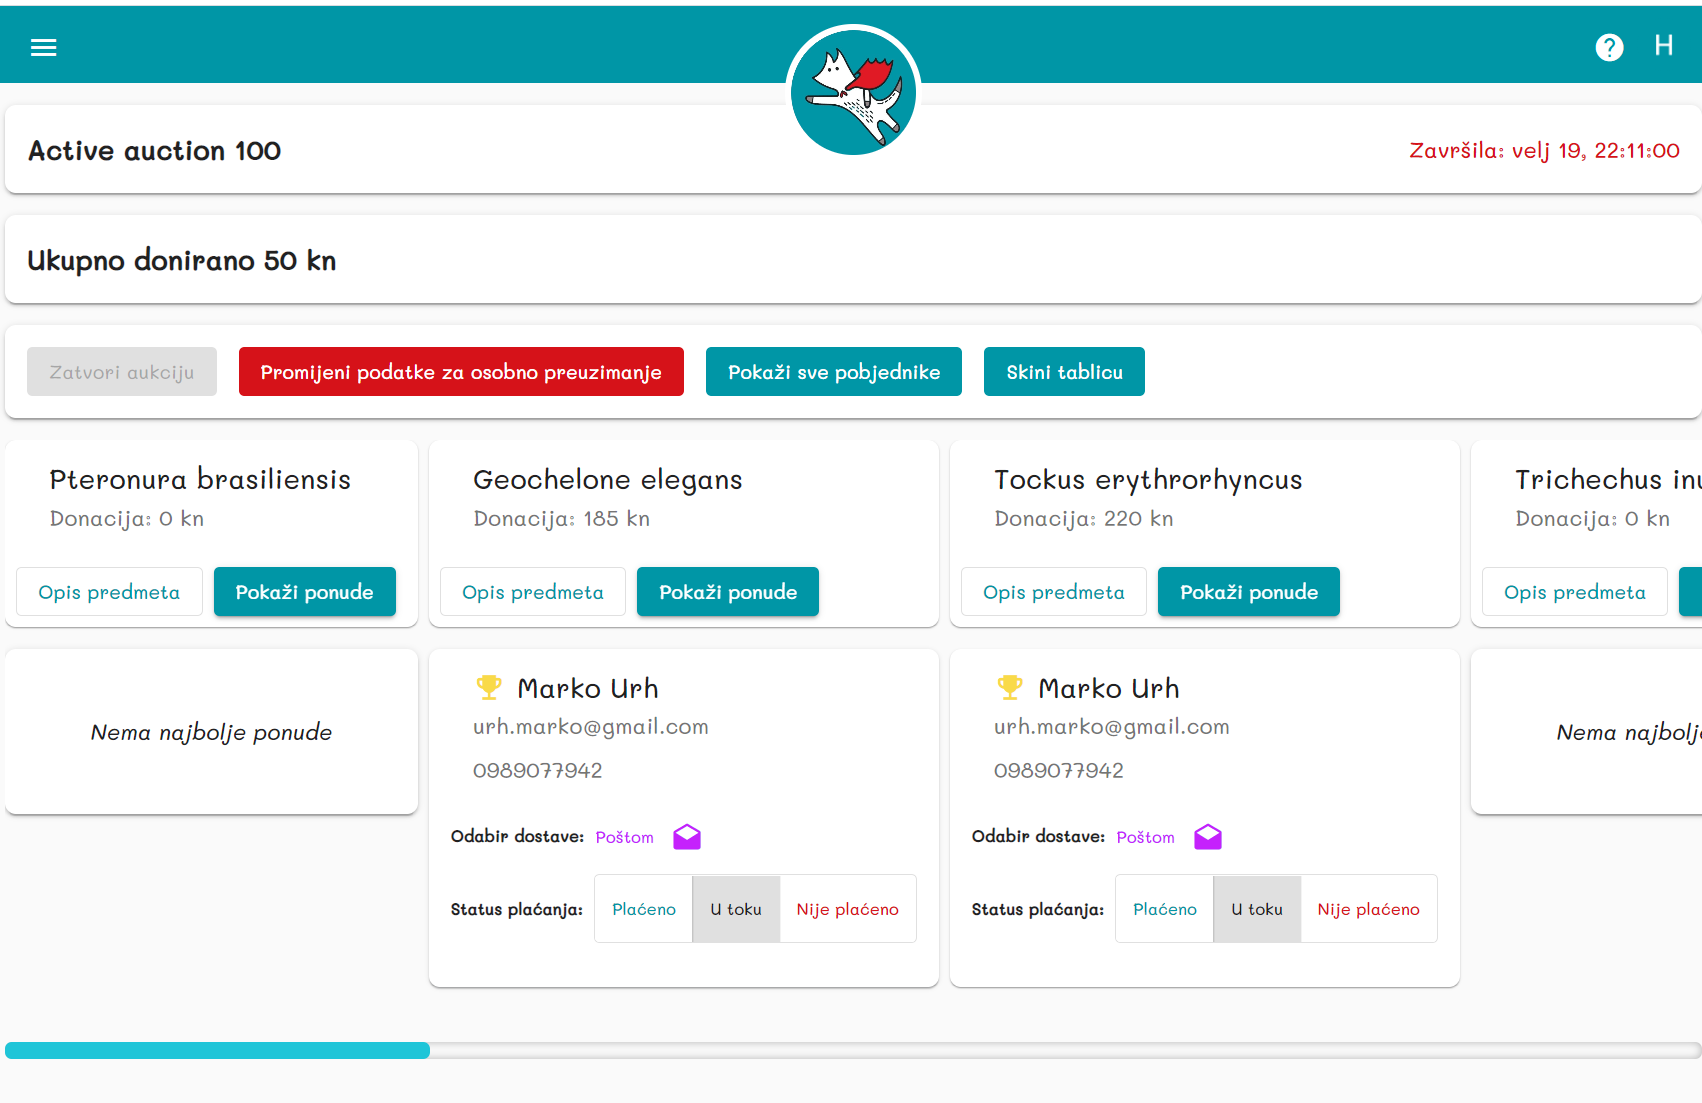 H
Active auction 100
Završila: velj 19, 22:11:00
Ukupno donirano 50 kn
Zatvori aukciju
Promijeni podatke za osobno preuzimanje
Pokaži sve pobjednike
Skini tablicu
Pteronura brasiliensis
Donacija: 0 kn
Opis predmeta
Pokaži ponude
Nema najbolje ponude
Geochelone elegans
Donacija: 185 kn
Opis predmeta
Pokaži ponude
Marko Urh
urh.marko@gmail.com
0989077942
Odabir dostave: Poštom
Status plaćanja: Plaćeno U toku Nije plaćeno
Tockus erythrorhyncus
Donacija: 220 kn
Opis predmeta
Pokaži ponude
Marko Urh
urh.marko@gmail.com
0989077942
Odabir dostave: Poštom
Status plaćanja: Plaćeno U toku Nije plaćeno
Trichechus
Donacija: 0 kn
Opis predmeta
Nema